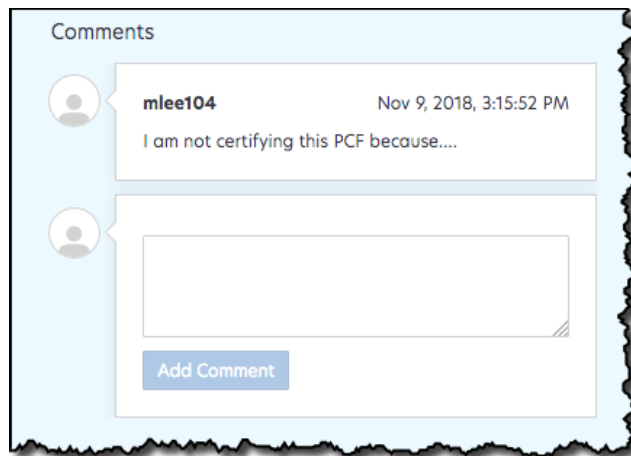 Comments
mlee104 Nov 9, 2018, 3:15:52 PM
I am not certifying this PCF because....
Add Comment